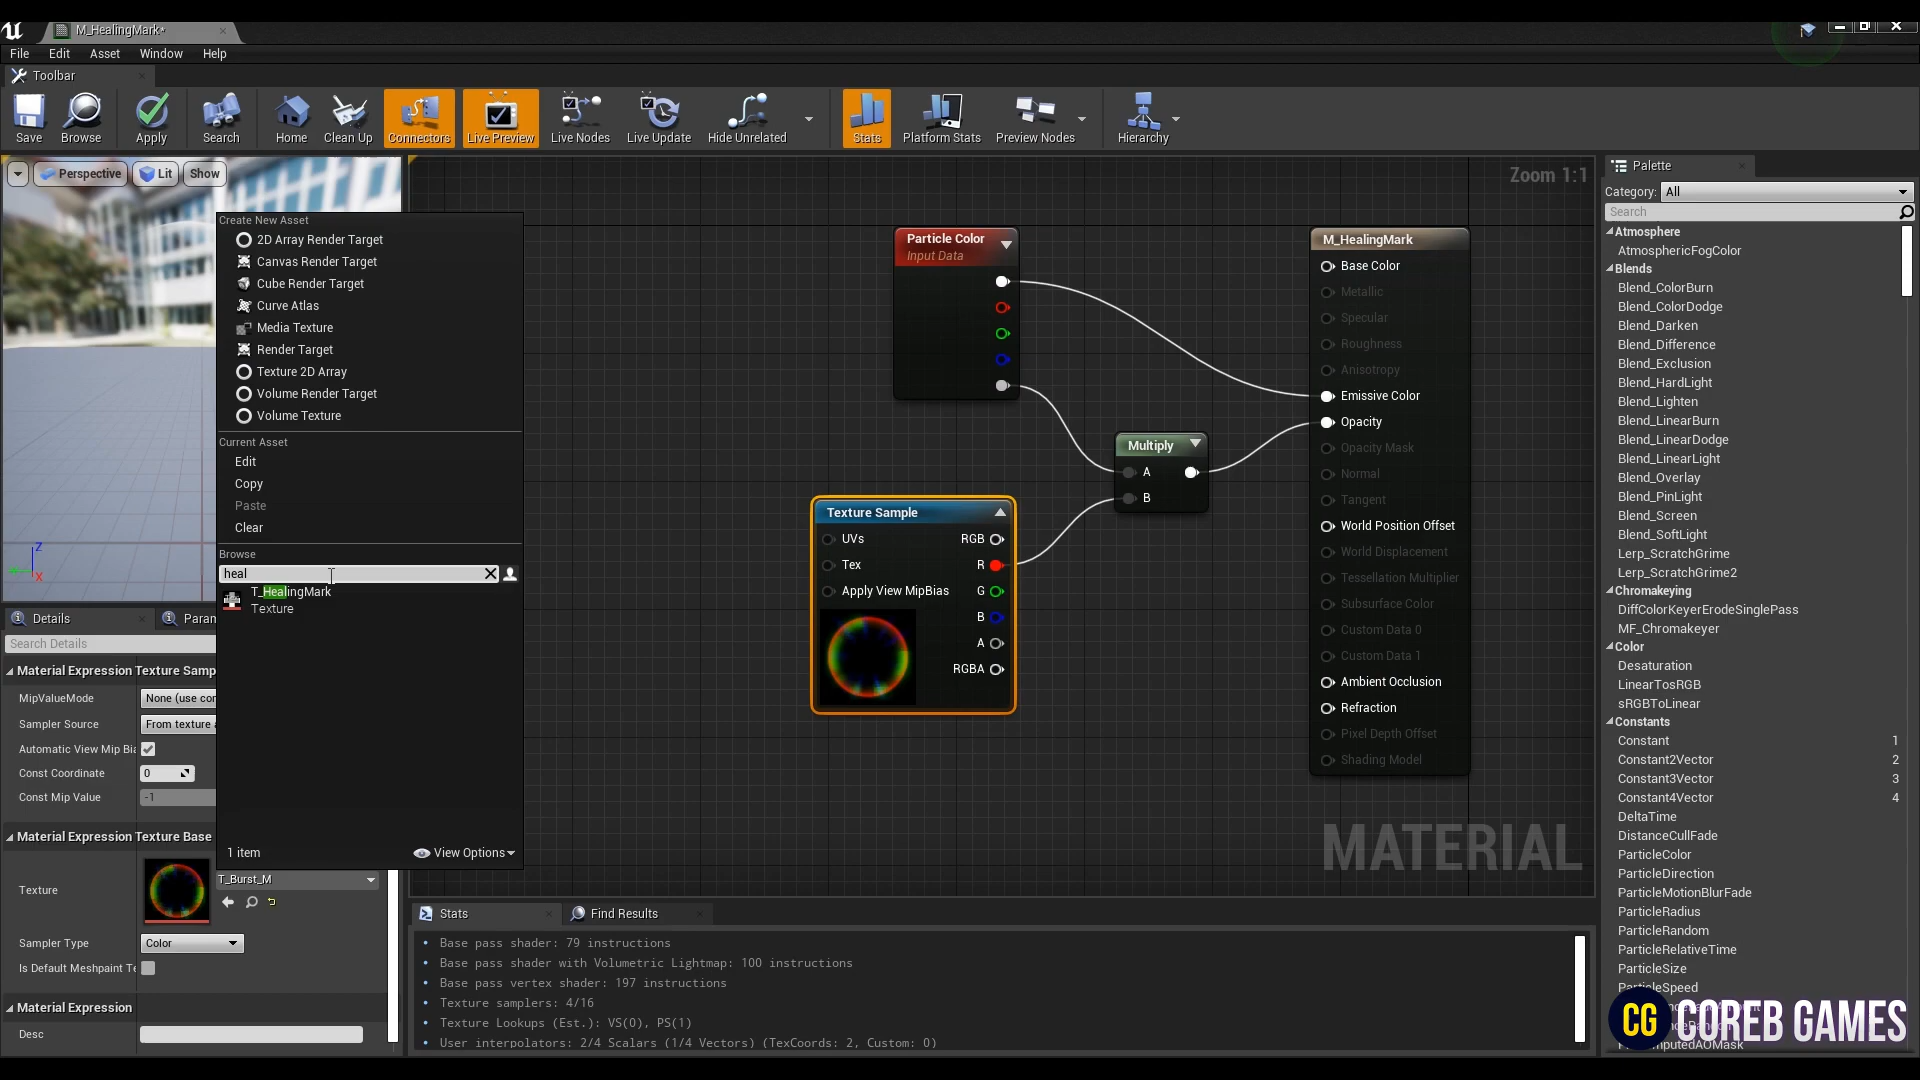 M_HealingMark*
File Edit Asset Window Help
Toolbar
Save Browse Apply Search Home Clean Up Connectors Live Preview Live Nodes Live Update Hide Unrelated Stats Platform Stats Preview Nodes Hierarchy
Perspective Lit Show
Create New Asset
2D Array Render Target
Canvas Render Target
Cube Render Target
Curve Atlas
Media Texture
Render Target
Texture 2D Array
Volume Render Target
Volume Texture
Current Asset
Edit
Copy
Paste
Clear
Browse
heal
T_HealingMark
Texture
1 item
View Options
Z
X
Details
Param
Search Details
Material Expression Texture Samp
MipValueMode None (use con
Sampler Source From texture a
Automatic View Mip Bia
Const Coordinate 0
Const Mip Value -1
Material Expression Texture Base
Texture T_Burst_M
Sampler Type Color
Is Default Meshpaint Te
Material Expression
Desc
Zoom 1:1
Particle Color
Input Data
Multiply
A
B
Texture Sample
UVs RGB
Tex R
Apply View MipBias G
B
A
RGBA
M_HealingMark
Base Color
Metallic
Specular
Roughness
Anisotropy
Emissive Color
Opacity
Opacity Mask
Normal
Tangent
World Position Offset
World Displacement
Tessellation Multiplier
Subsurface Color
Custom Data 0
Custom Data 1
Ambient Occlusion
Refraction
Pixel Depth Offset
Shading Model
MATERIAL
Stats Find Results
• Base pass shader: 79 instructions
• Base pass shader with Volumetric Lightmap: 100 instructions
• Base pass vertex shader: 197 instructions
• Texture samplers: 4/16
• Texture Lookups (Est.): VS(0), PS(1)
• User interpolators: 2/4 Scalars (1/4 Vectors) (TexCoords: 2, Custom: 0)
Palette
Category: All
Search
Atmosphere
AtmosphericFogColor
Blends
Blend_ColorBurn
Blend_ColorDodge
Blend_Darken
Blend_Difference
Blend_Exclusion
Blend_HardLight
Blend_Lighten
Blend_LinearBurn
Blend_LinearDodge
Blend_LinearLight
Blend_Overlay
Blend_PinLight
Blend_Screen
Blend_SoftLight
Lerp_ScratchGrime
Lerp_ScratchGrime2
Chromakeying
DiffColorKeyerErodeSinglePass
MF_Chromakeyer
Color
Desaturation
LinearTosRGB
sRGBToLinear
Constants
Constant 1
Constant2Vector 2
Constant3Vector 3
Constant4Vector 4
DeltaTime
DistanceCullFade
ParticleColor
ParticleDirection
ParticleMotionBlurFade
ParticleRadius
ParticleRandom
ParticleRelativeTime
ParticleSize
ParticleSpeed
CG COREB GAMES